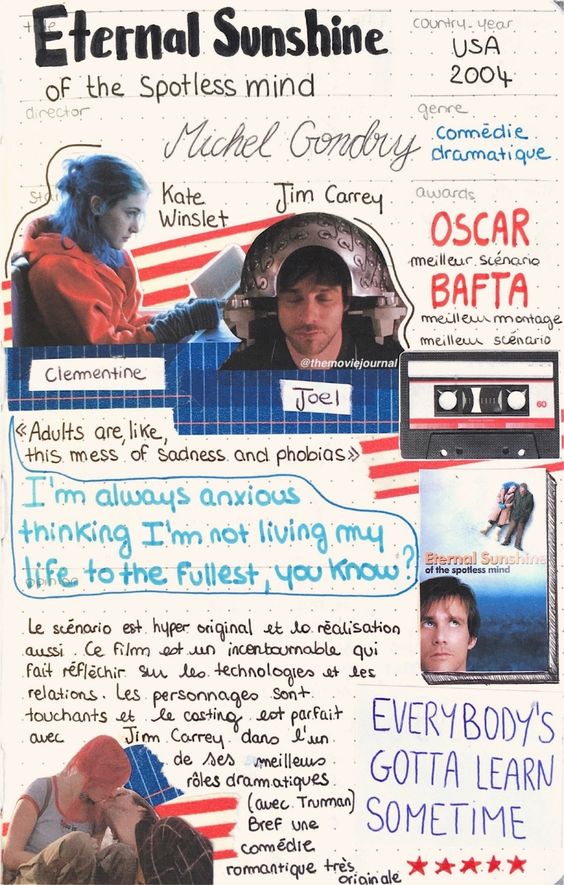 title
Eternal Sunshine
of the Spotless mind
director
Michel Gondry
country_year
USA
2004
genre
comédie
dramatique
Kate
Winslet
Jim Carrey
awards
OSCAR
meilleur scénario
BAFTA
meilleur montage
meilleur scénario
@themoviejournal
Clementine
Joel
60
«Adults are, like,
this mess of sadness and phobias»
I'm always anxious
thinking I'm not living my
life to the fullest, you know?
opinion
Eternal Sunshine
of the spotless mind
Le scénario est hyper original et la réalisation
aussi. Ce film est un incontournable qui
fait réfléchir sur les technologies et les
relations. Les personnages sont
touchants et le casting est parfait
avec Jim Carrey dans l'un
de ses meilleurs
rôles dramatiques.
(avec Truman)
Bref une
comédie
romantique très
originale
EVERYBODY'S
GOTTA LEARN
SOMETIME